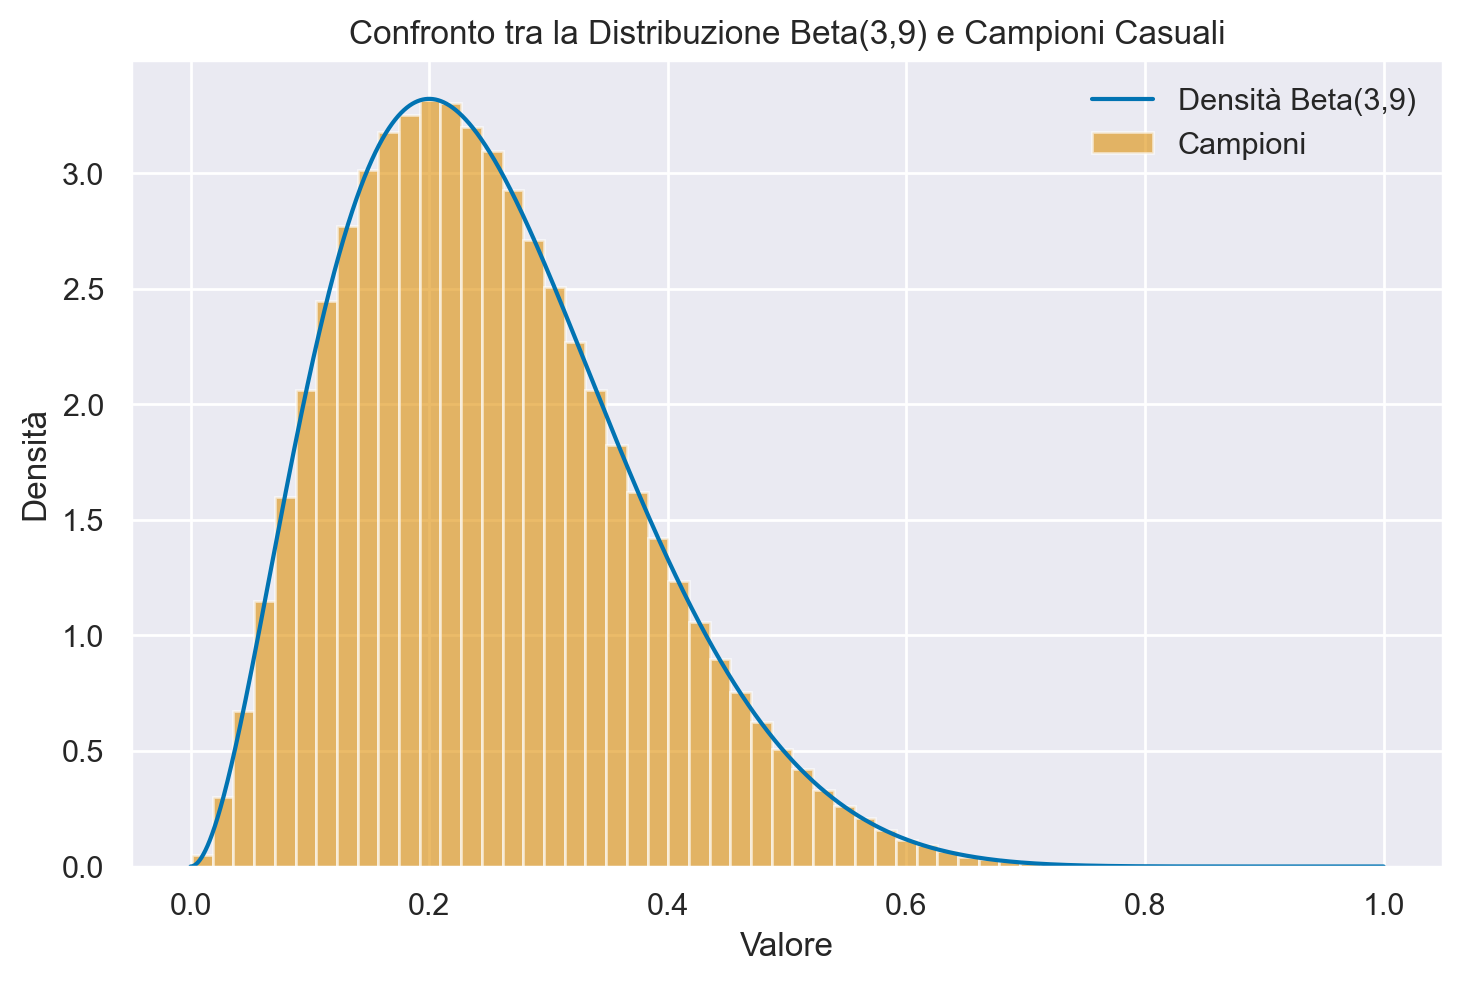 Confronto tra la Distribuzione Beta(3,9) e Campioni Casuali
Densità Beta(3,9)
Campioni
Densità
3.0
2.5
2.0
1.5
1.0
0.5
0.0
0.0 0.2 0.4 0.6 0.8 1.0
Valore